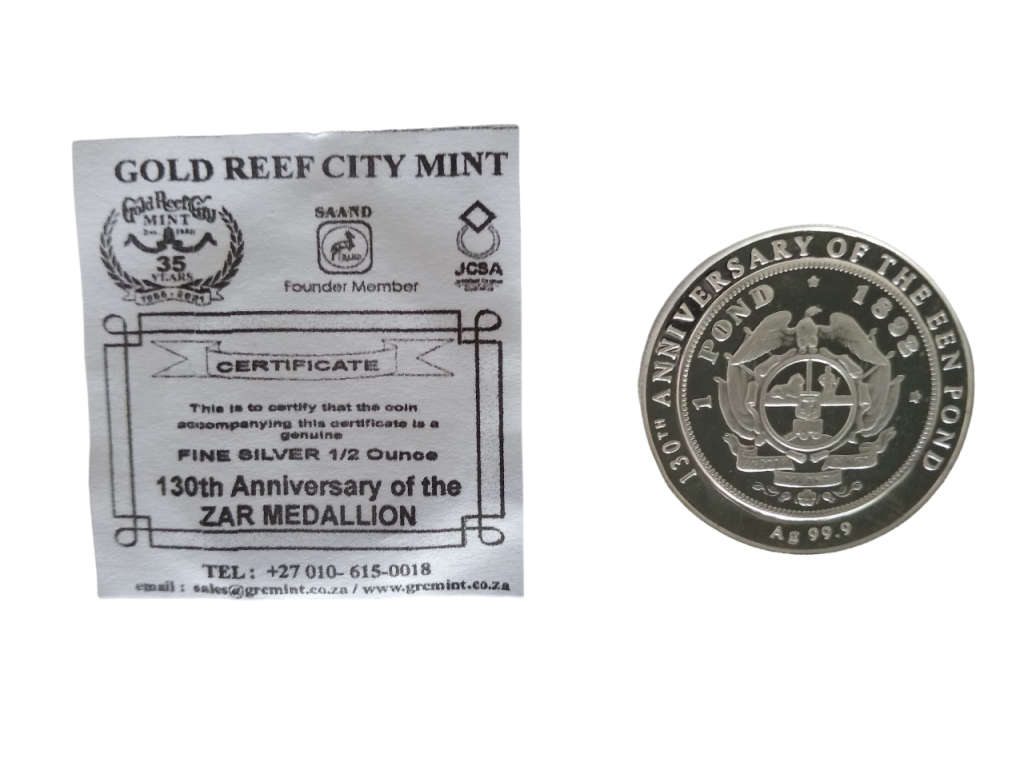 GOLD REEF CITY MINT
Gold Reef City
MINT
35
YEARS
SAAND
Founder Member
JCSA
CERTIFICATE
This is to certify that the coin
accompanying this certificate is a
genuine
FINE SILVER 1/2 Ounce
130th Anniversary of the
ZAR MEDALLION
TEL : +27 010- 615-0018
email : sales@grcmint.co.za / www.grcmint.co.za
130TH ANNIVERSARY OF THE EEN POND
1 POND 1892
Ag 99.9